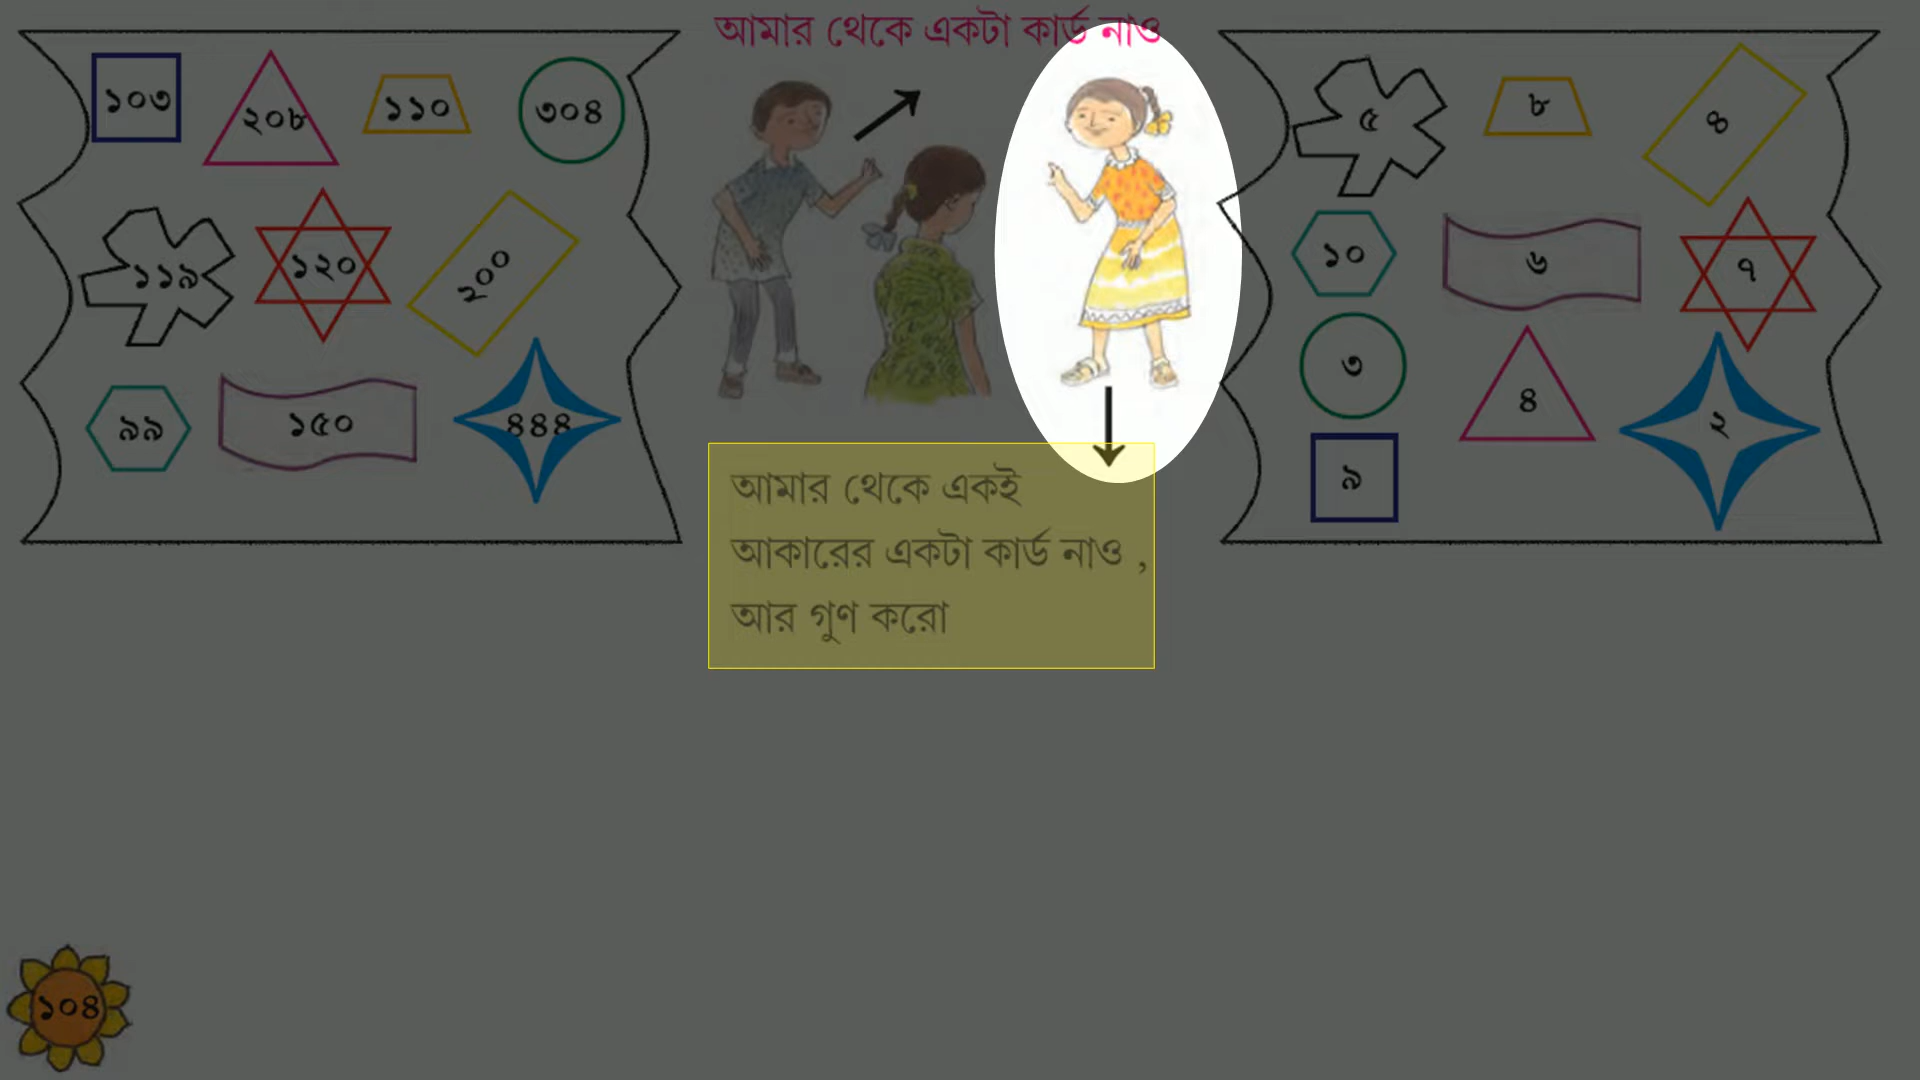 আমার থেকে একটা কার্ড নাও
১০৩ ২০৮ ১১০ ৩০৪
১১৯ ১২০ ২০০
৯৯ ১৫০ ৪৪৪
আমার থেকে একই
আকারের একটা কার্ড নাও ,
আর গুণ করো
৫ ৮ ৪
১০ ৬ ৭
৩ ৪ ২
৯
১০৪